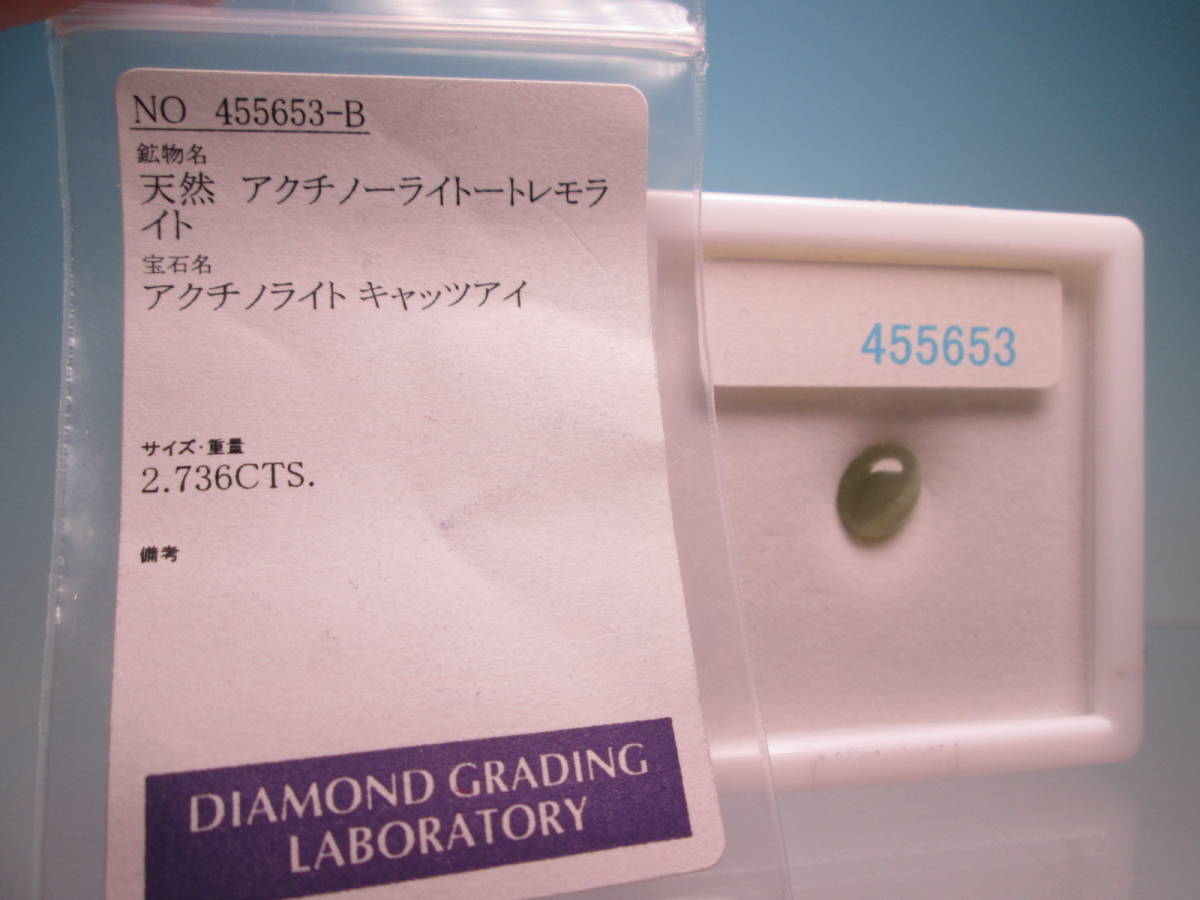 NO 455653-B
鉱物名
天然 アクチノーライトートレモラ
イト
宝石名
アクチノライト キャッツアイ
サイズ·重量
2.736CTS.
備考
DIAMOND GRADING
LABORATORY
455653